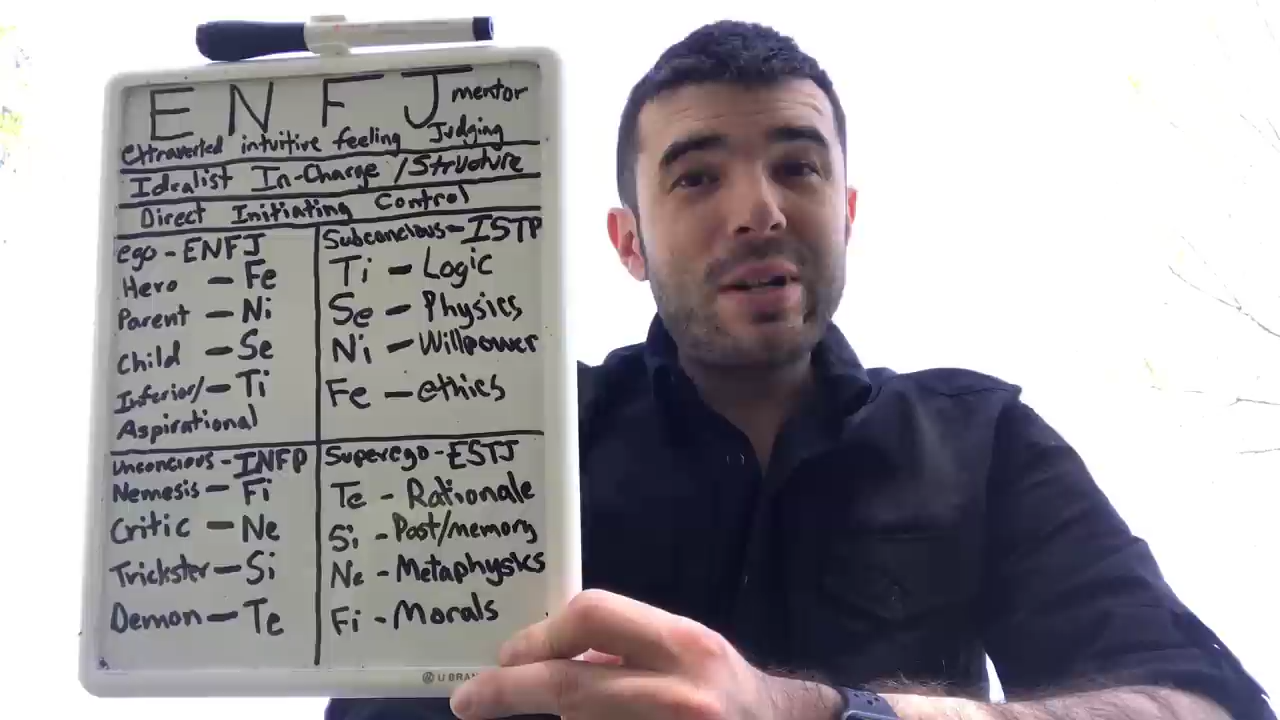 E N F J mentor
extraverted intuitive feeling Judging
Idealist In-Charge /Structure
Direct Initiating Control
ego - ENFJ
Hero - Fe
Parent - Ni
Child - Se
Inferior/ - Ti
Aspirational
Subconcious - ISTP
Ti - Logic
Se - Physics
Ni - Willpower
Fe - ethics
Unconcious - INFP
Nemesis - Fi
Critic - Ne
Trickster - Si
Demon - Te
Superego - ESTJ
Te - Rationale
Si - Past/memory
Ne - Metaphysics
Fi - Morals
U BRAN